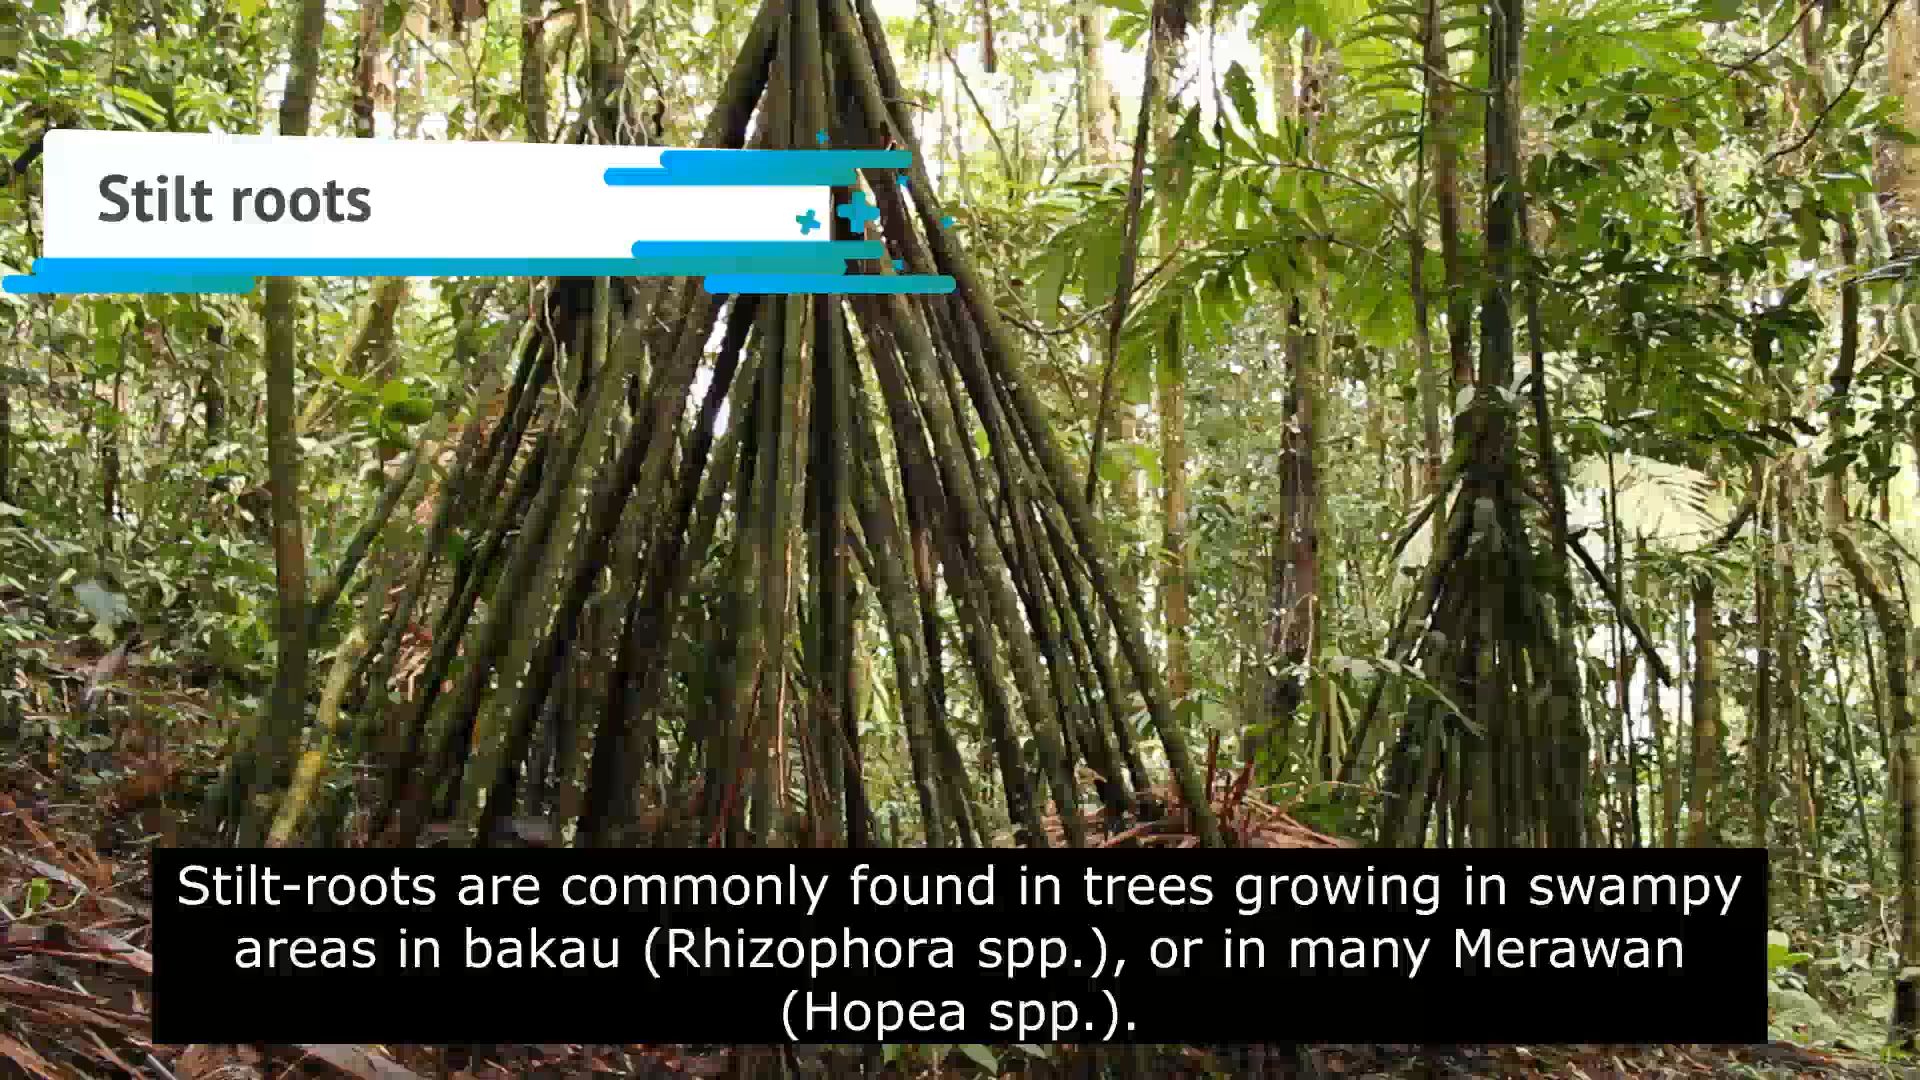 Stilt roots
Stilt-roots are commonly found in trees growing in swampy
areas in bakau (Rhizophora spp.), or in many Merawan
(Hopea spp.).